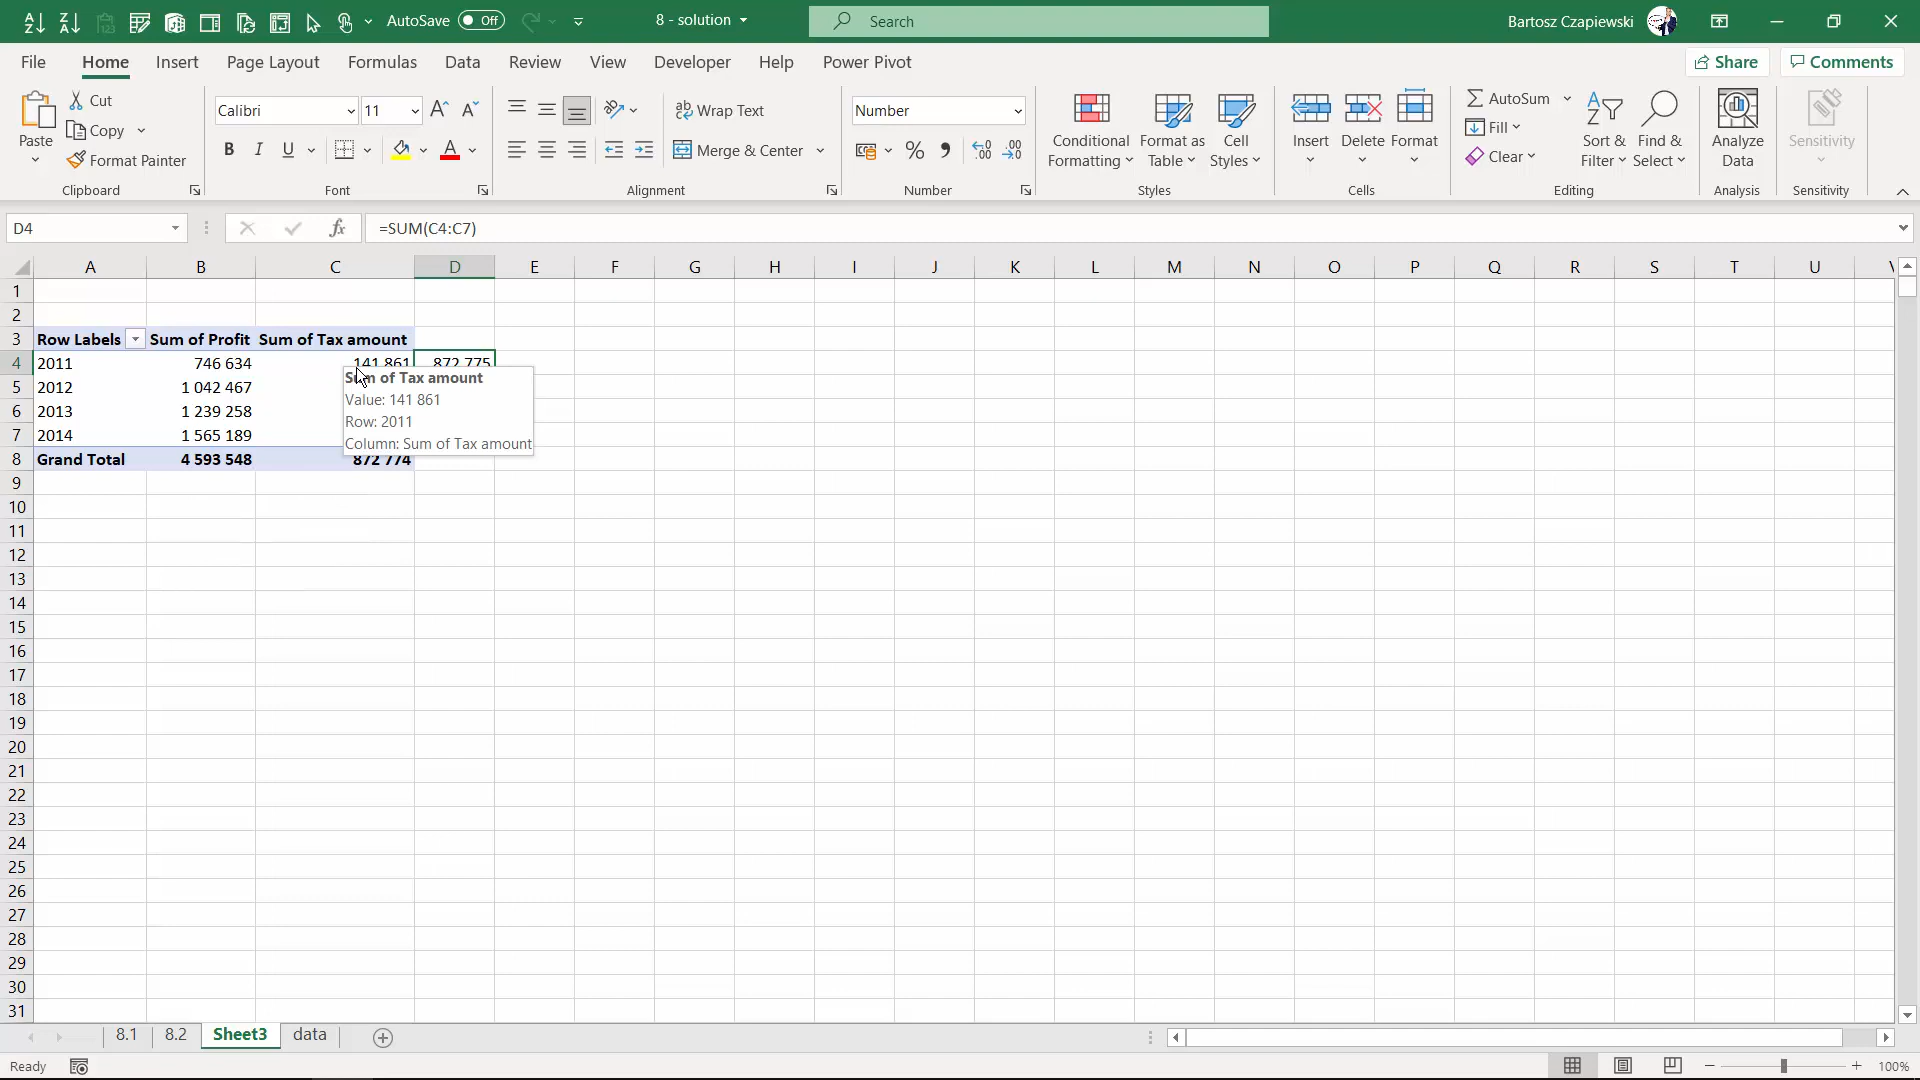 AutoSave Off 8 - solution Search Bartosz Czapiewski
File Home Insert Page Layout Formulas Data Review View Developer Help Power Pivot Share Comments
Paste Cut Copy Format Painter Clipboard
Calibri 11 B I U A Font
Wrap Text Merge & Center Alignment
Number % Number
Conditional Formatting Format as Table Cell Styles Styles
Insert Delete Format Cells
AutoSum Fill Clear Sort & Filter Find & Select Editing
Analyze Data Analysis
Sensitivity Sensitivity
D4 fx =SUM(C4:C7)
A B C D E F G H I J K L M N O P Q R S T U
1
2
3 Row Labels Sum of Profit Sum of Tax amount
4 2011 746 634 141 861 872 775
5 2012 1 042 467
6 2013 1 239 258
7 2014 1 565 189
8 Grand Total 4 593 548 872 774
Sum of Tax amount
Value: 141 861
Row: 2011
Column: Sum of Tax amount
9
10
11
12
13
14
15
16
17
18
19
20
21
22
23
24
25
26
27
28
29
30
31
8.1 8.2 Sheet3 data
Ready 100%